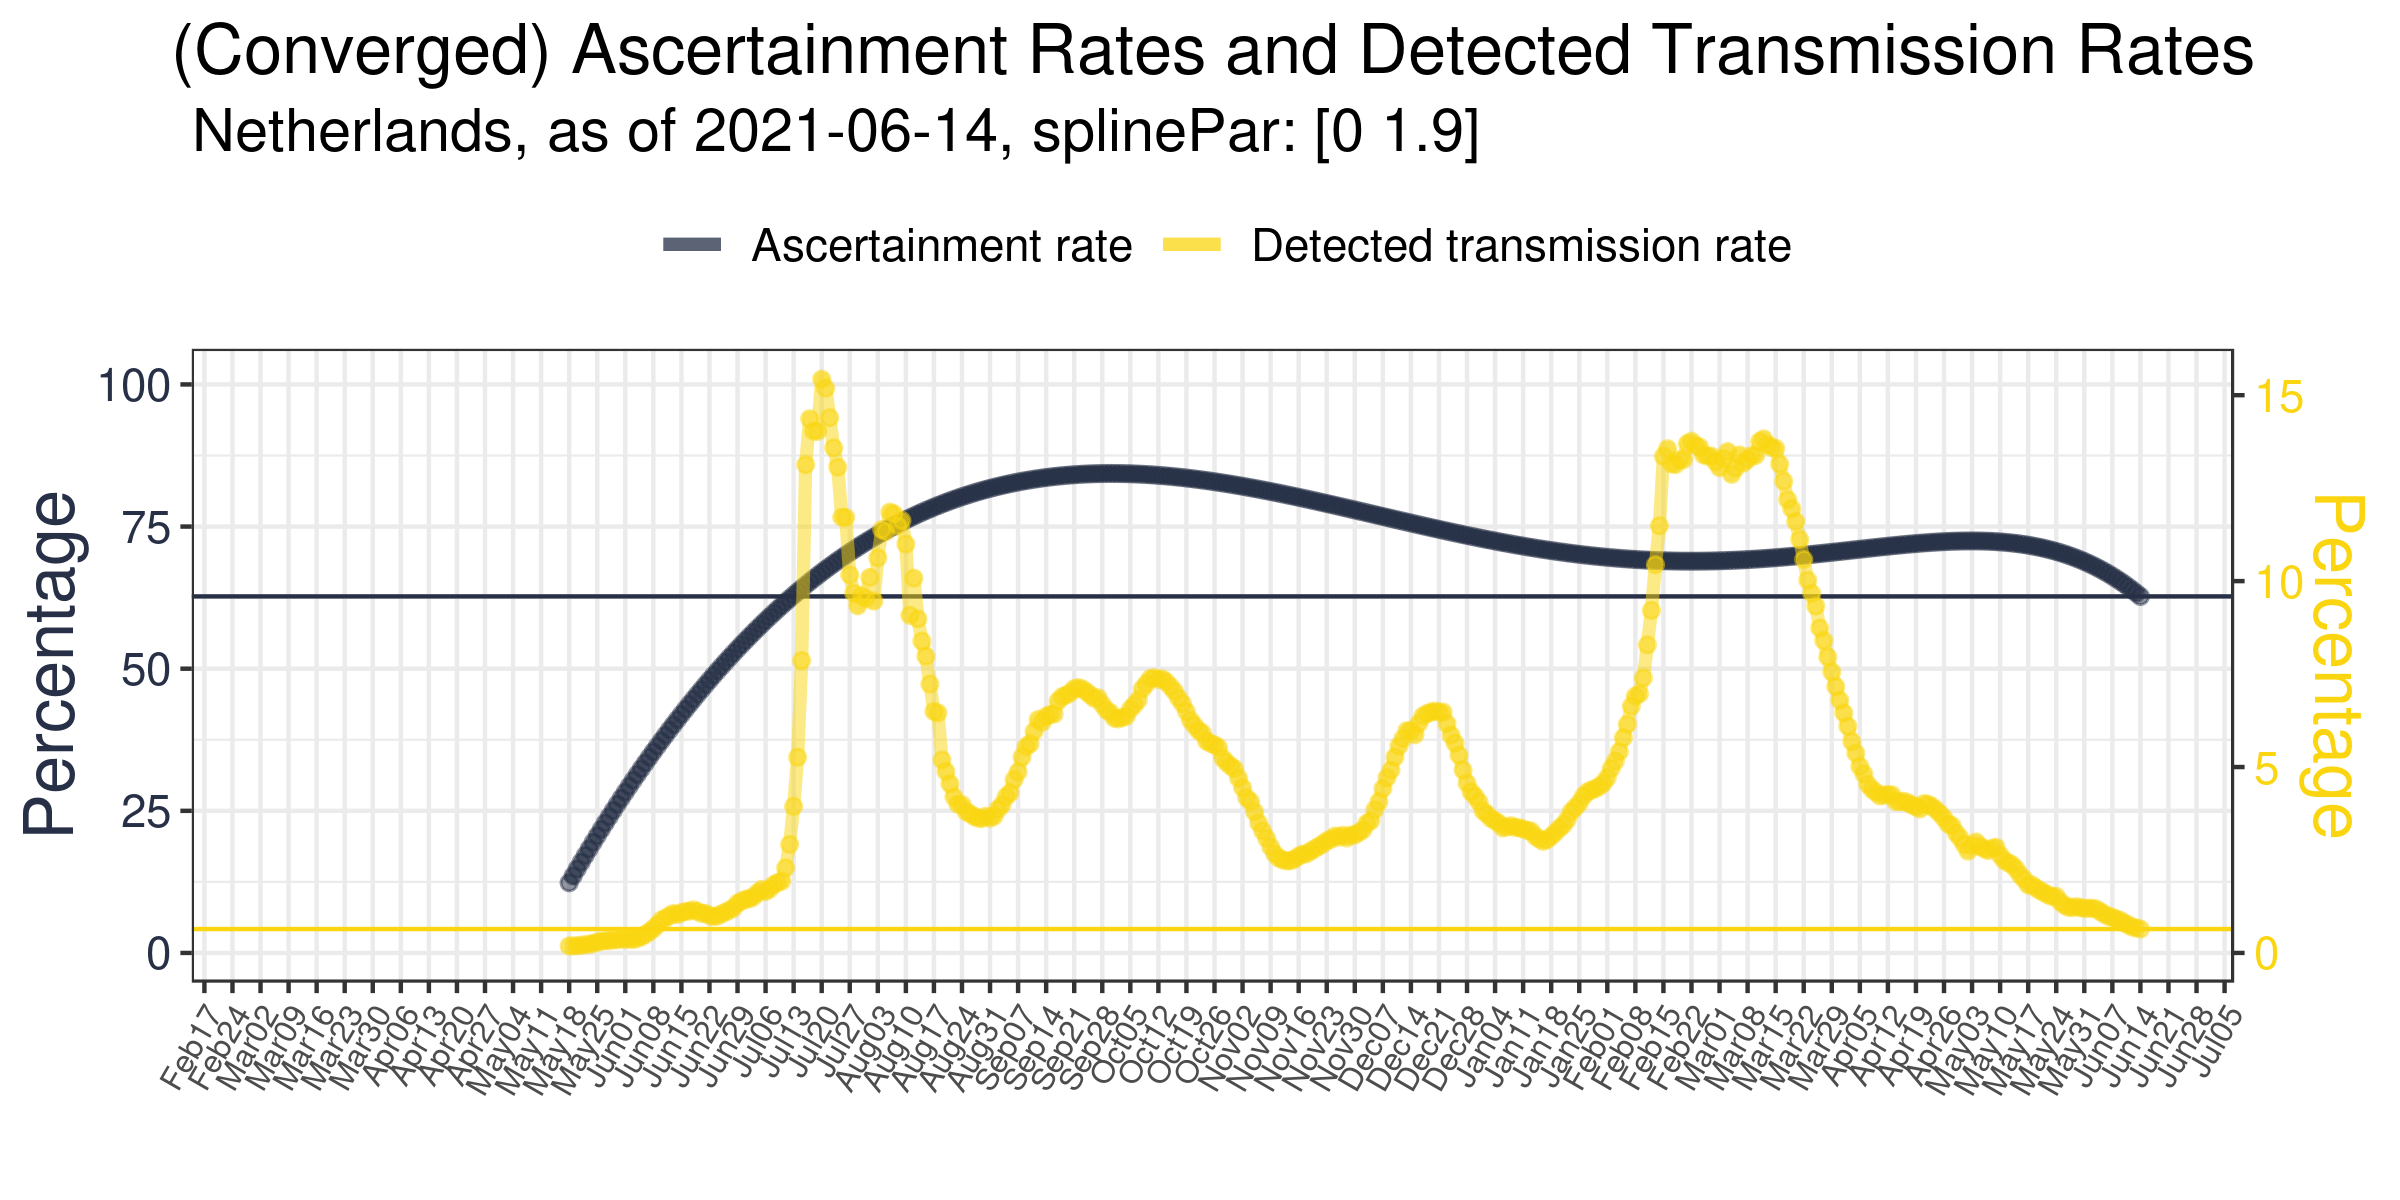 (Converged) Ascertainment Rates and Detected Transmission Rates
Netherlands, as of 2021-06-14, splinePar: [0 1.9]
Ascertainment rate Detected transmission rate
Percentage
100
75
50
25
0
15
10
5
0
Percentage
Feb17 Feb24 Mar02 Mar09 Mar16 Mar23 Mar30 Apr06 Apr13 Apr20 Apr27 May04 May11 May18 May25 Jun01 Jun08 Jun15 Jun22 Jun29 Jul06 Jul13 Jul20 Jul27 Aug03 Aug10 Aug17 Aug24 Aug31 Sep07 Sep14 Sep21 Sep28 Oct05 Oct12 Oct19 Oct26 Nov02 Nov09 Nov16 Nov23 Nov30 Dec07 Dec14 Dec21 Dec28 Jan04 Jan11 Jan18 Jan25 Feb01 Feb08 Feb15 Feb22 Mar01 Mar08 Mar15 Mar22 Mar29 Apr05 Apr12 Apr19 Apr26 May03 May10 May17 May24 May31 Jun07 Jun14 Jun21 Jun28 Jul05